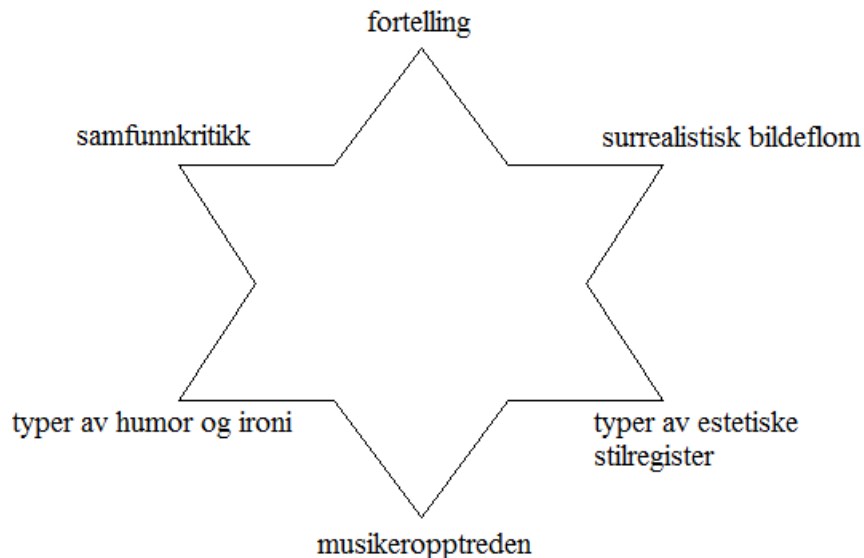 fortelling
samfunnkritikk
surrealistisk bildeflom
typer av humor og ironi
typer av estetiske
stilregister
musikeropptreden